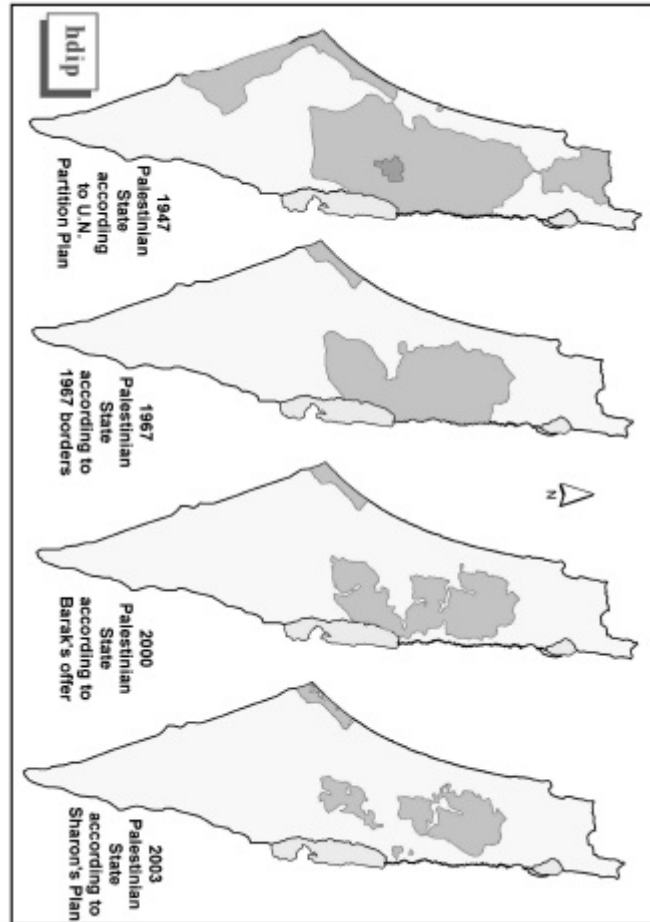 hdip
1947
Palestinian
State
according
to U.N.
Partition Plan
1967
Palestinian
State
according to
1967 borders
N
2000
Palestinian
State
according to
Barak's offer
2003
Palestinian
State
according to
Sharon's Plan